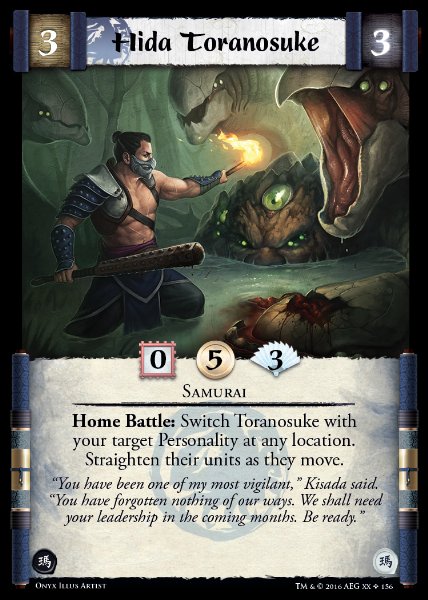 3 Hida Toranosuke 3
0 5 3
Samurai
Home Battle: Switch Toranosuke with
your target Personality at any location.
Straighten their units as they move.
“You have been one of my most vigilant,” Kisada said.
“You have forgotten nothing of our ways. We shall need
your leadership in the coming months. Be ready.”
瑪 瑪
Onyx Illus Artist TM & © 2016 AEG XX ❖ 156